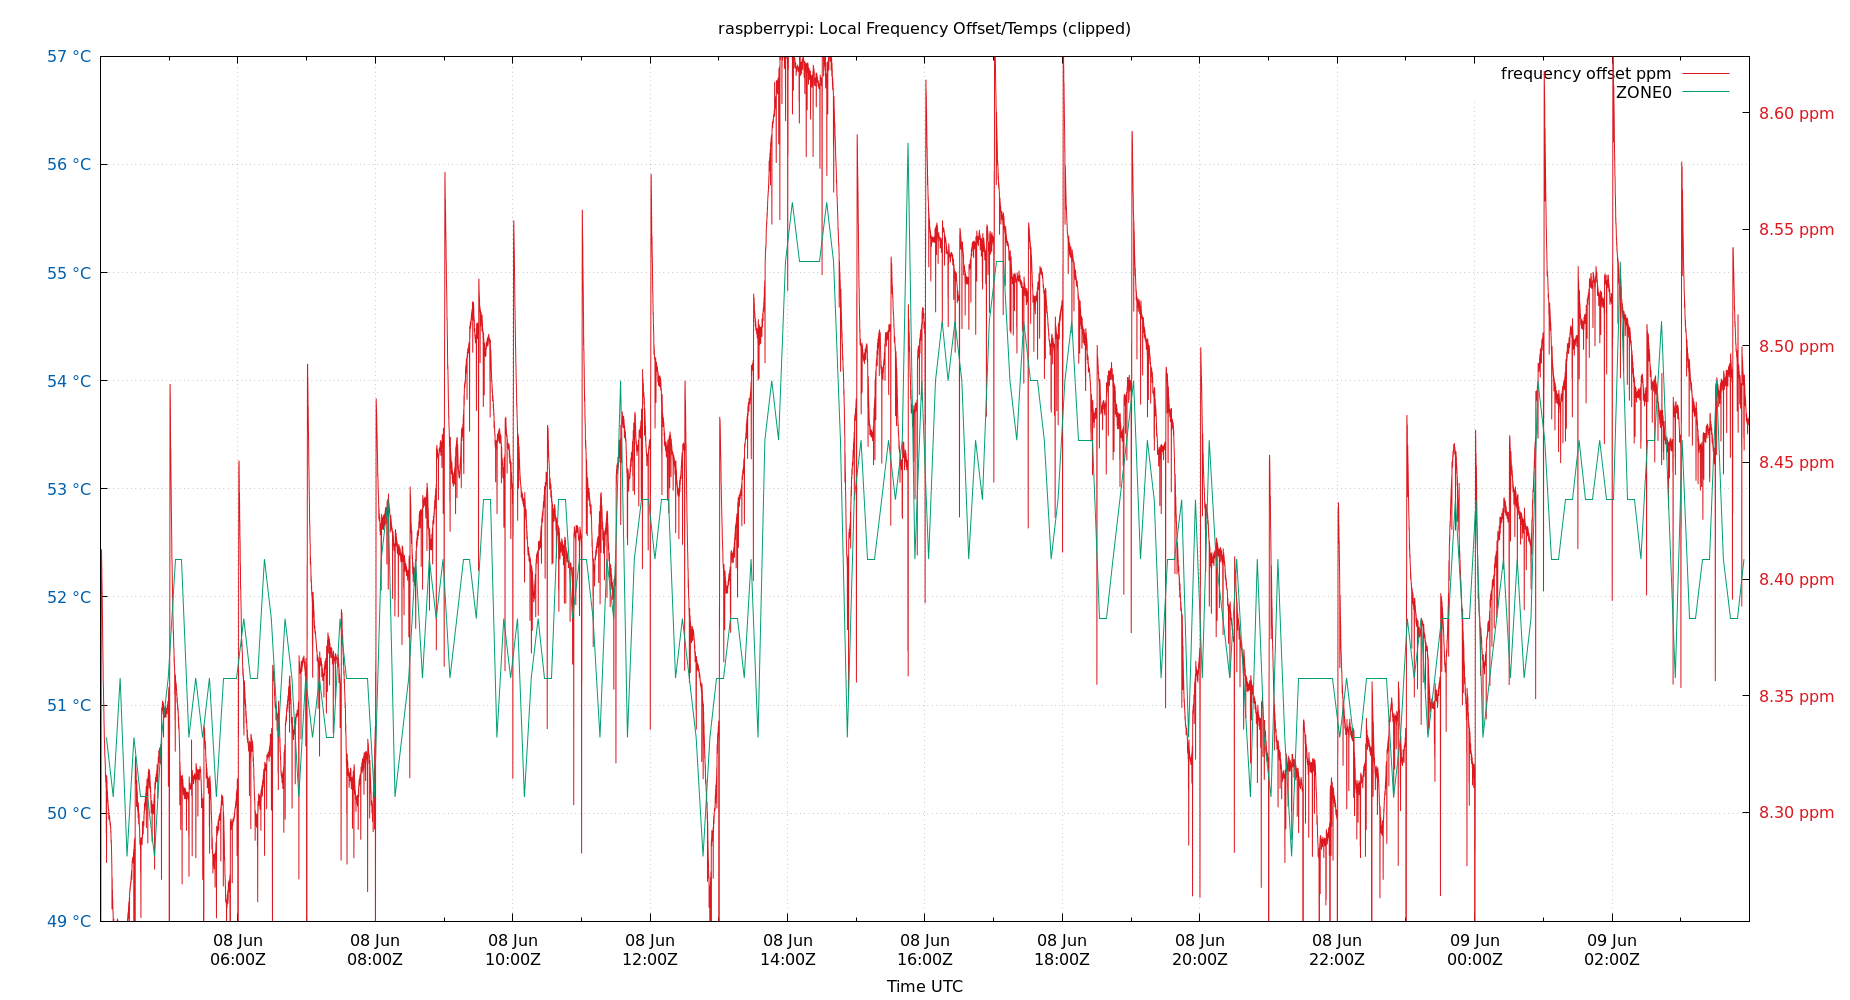 raspberrypi: Local Frequency Offset/Temps (clipped)
57 °C
56 °C
55 °C
54 °C
53 °C
52 °C
51 °C
50 °C
49 °C
frequency offset ppm
ZONE0
8.60 ppm
8.55 ppm
8.50 ppm
8.45 ppm
8.40 ppm
8.35 ppm
8.30 ppm
08 Jun 08 Jun 08 Jun 08 Jun 08 Jun 08 Jun 08 Jun 08 Jun 08 Jun 09 Jun 09 Jun
06:00Z 08:00Z 10:00Z 12:00Z 14:00Z 16:00Z 18:00Z 20:00Z 22:00Z 00:00Z 02:00Z
Time UTC